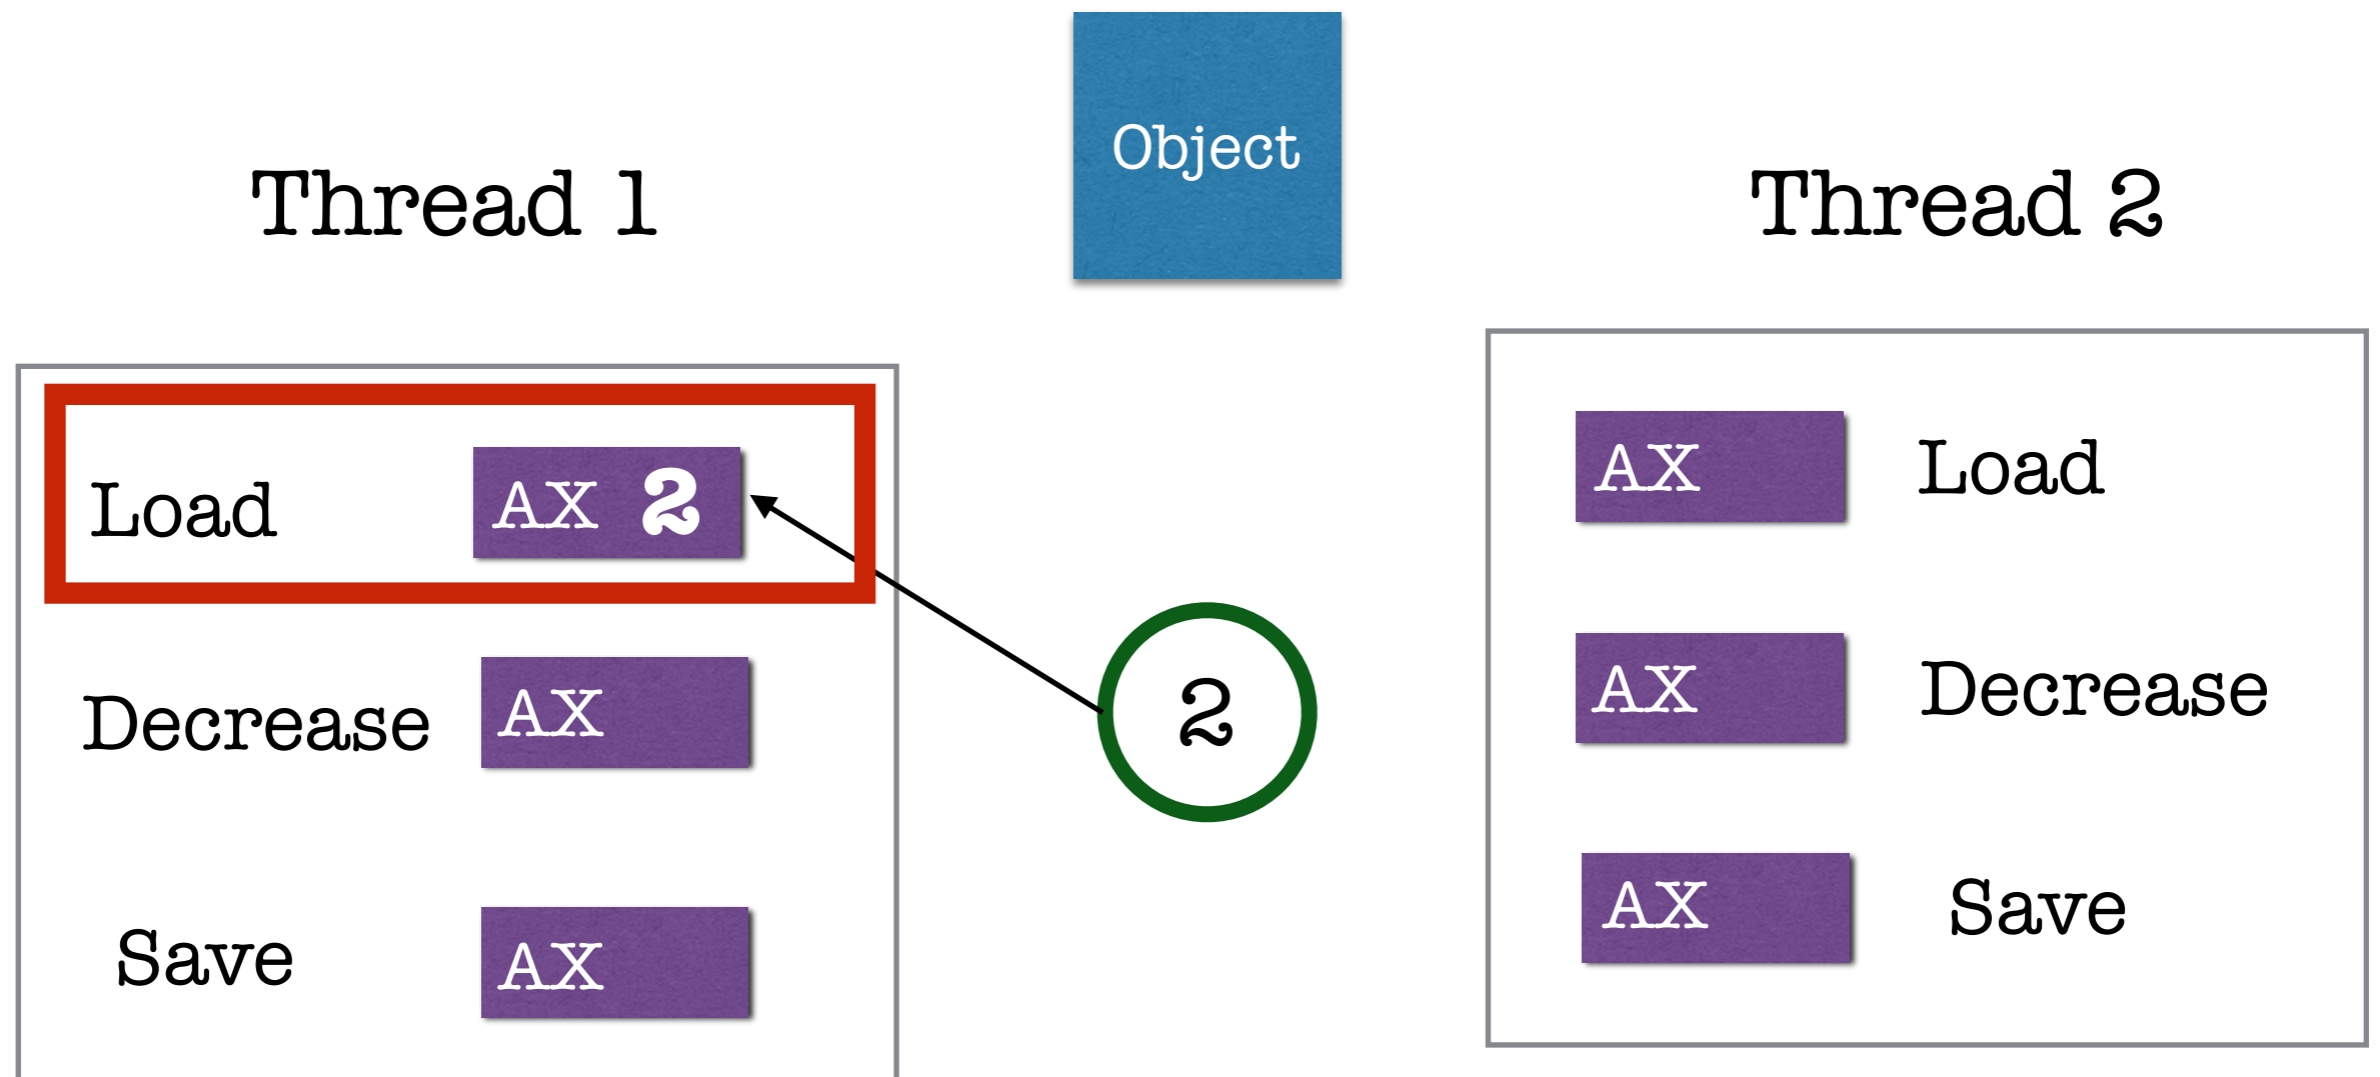 Object
Thread 1
Thread 2
Load
AX 2
Decrease
AX
Save
AX
2
AX
Load
AX
Decrease
AX
Save